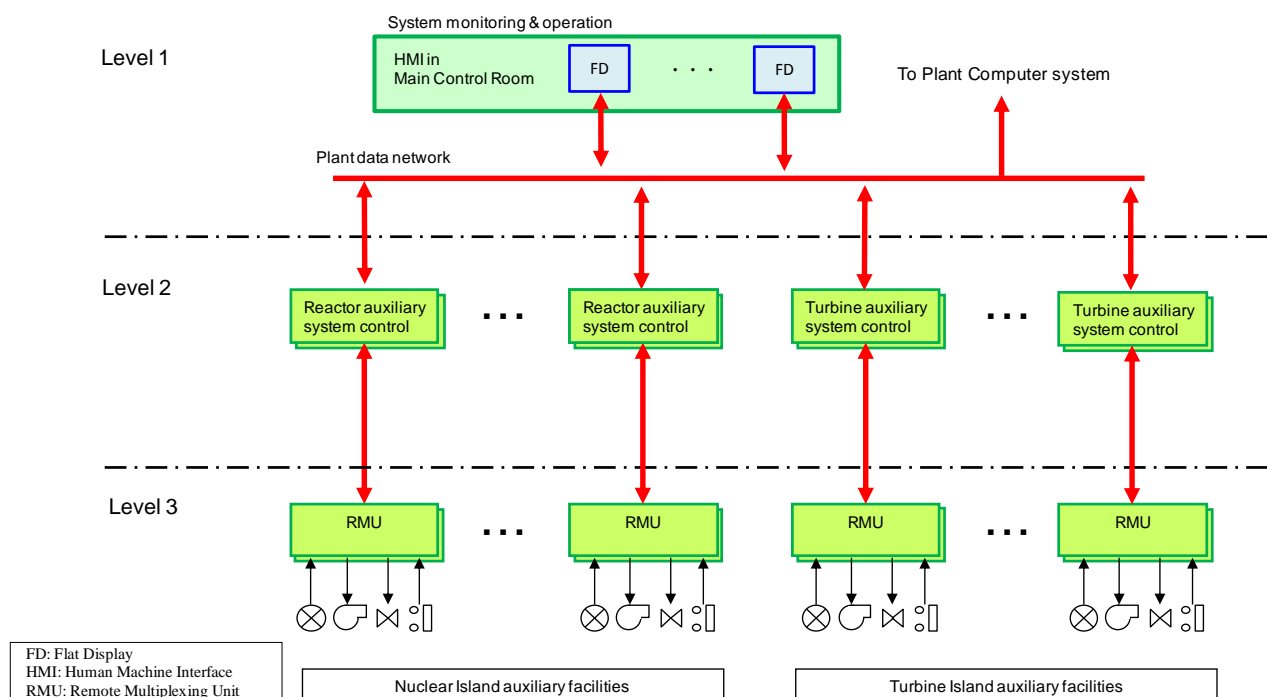 System monitoring & operation
Level 1
HMI in
Main Control Room
FD
. . .
FD
To Plant Computer system
Plant data network
Level 2
Reactor auxiliary
system control
...
Reactor auxiliary
system control
Turbine auxiliary
system control
...
Turbine auxiliary
system control
Level 3
RMU
...
RMU
RMU
...
RMU
FD: Flat Display
HMI: Human Machine Interface
RMU: Remote Multiplexing Unit
Nuclear Island auxiliary facilities
Turbine Island auxiliary facilities